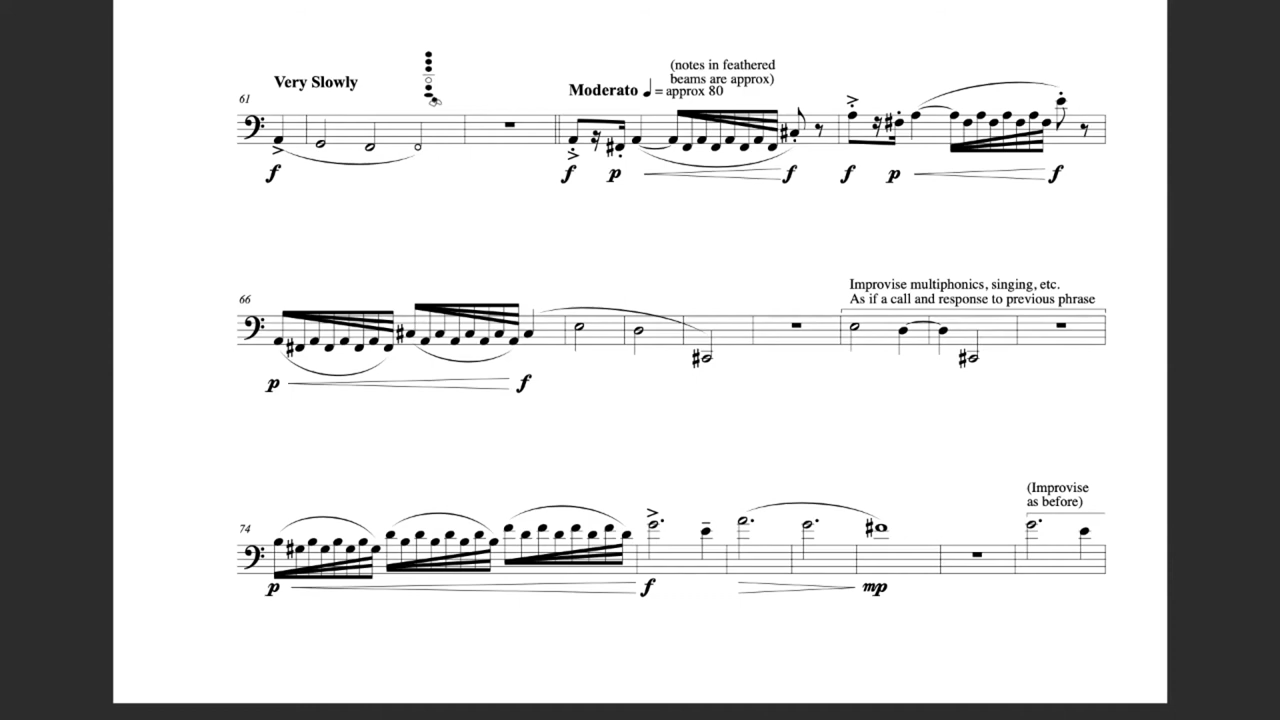 Very Slowly
61
(notes in feathered
beams are approx)
Moderato ♩ = approx 80
f f p f f p f
66
Improvise multiphonics, singing, etc.
As if a call and response to previous phrase
p f
74
(Improvise
as before)
p f mp